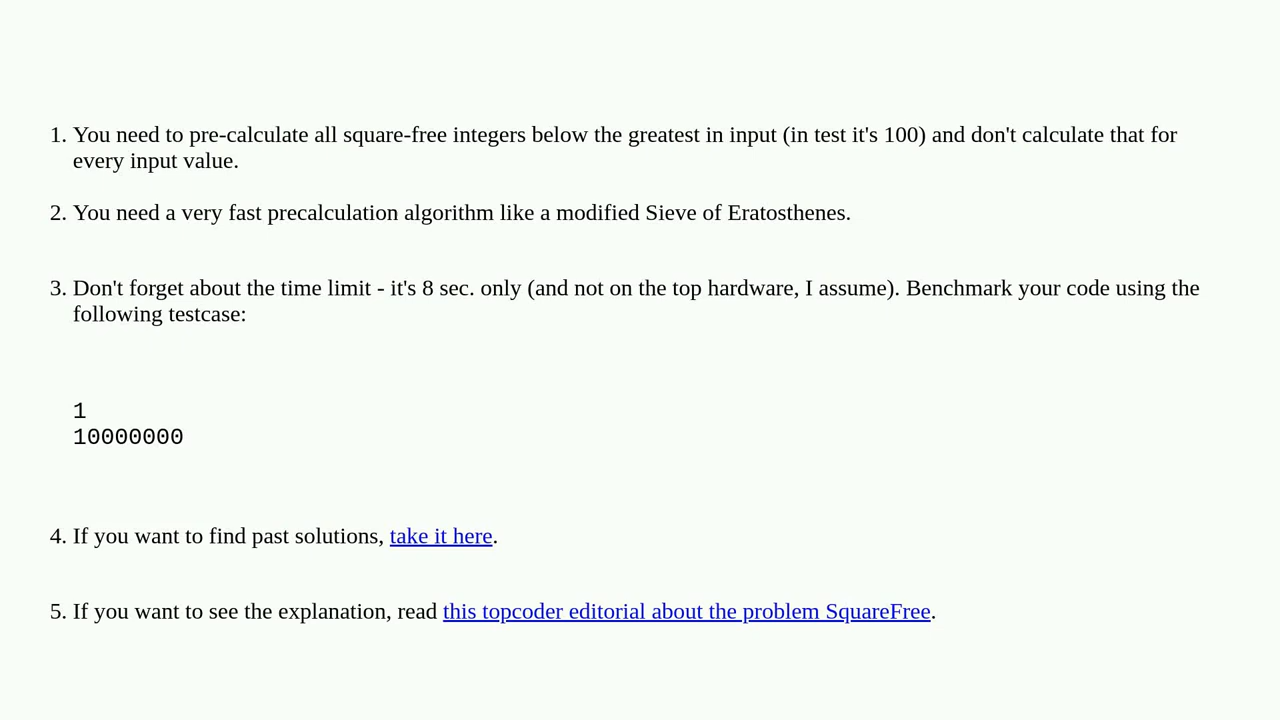 1. You need to pre-calculate all square-free integers below the greatest in input (in test it's 100) and don't calculate that for
every input value.
2. You need a very fast precalculation algorithm like a modified Sieve of Eratosthenes.
3. Don't forget about the time limit - it's 8 sec. only (and not on the top hardware, I assume). Benchmark your code using the
following testcase:
1
10000000
4. If you want to find past solutions, take it here.
5. If you want to see the explanation, read this topcoder editorial about the problem SquareFree.